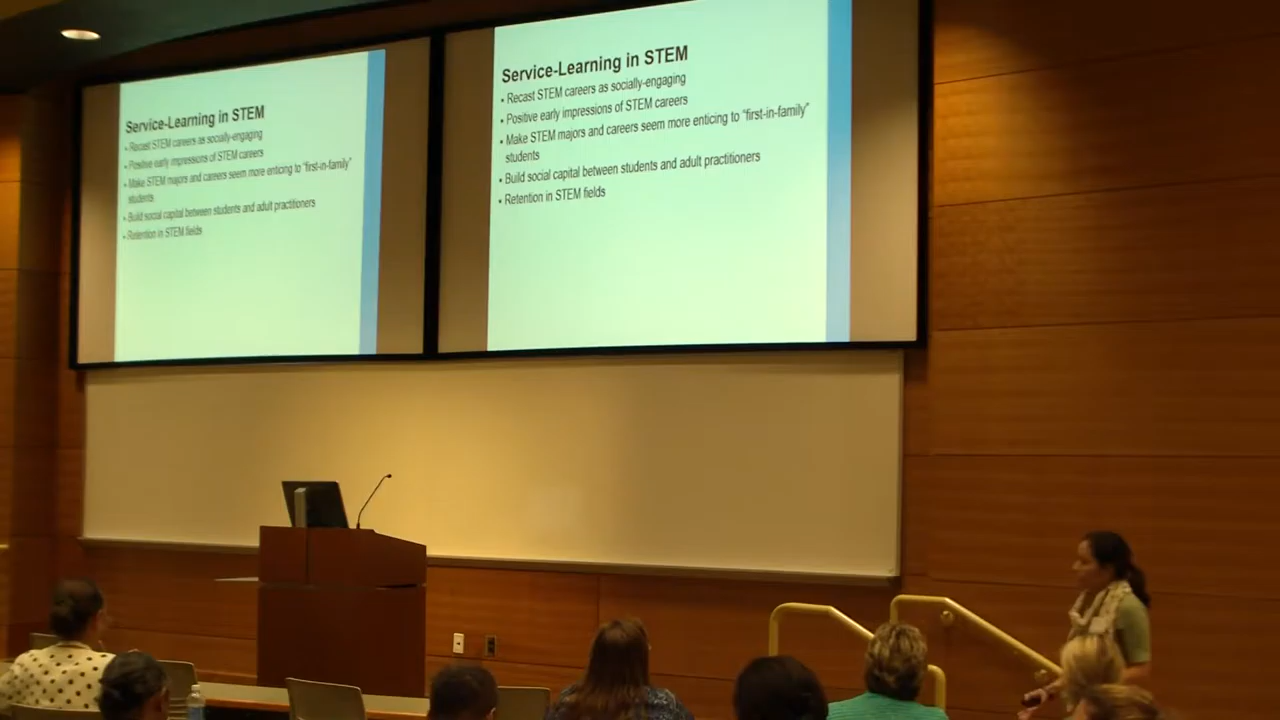 Service-Learning in STEM
• Recast STEM careers as socially-engaging
• Positive early impressions of STEM careers
• Make STEM majors and careers seem more enticing to "first-in-family"
students
• Build social capital between students and adult practitioners
• Retention in STEM fields
Service-Learning in STEM
• Recast STEM careers as socially-engaging
• Positive early impressions of STEM careers
• Make STEM majors and careers seem more enticing to "first-in-family"
students
• Build social capital between students and adult practitioners
• Retention in STEM fields